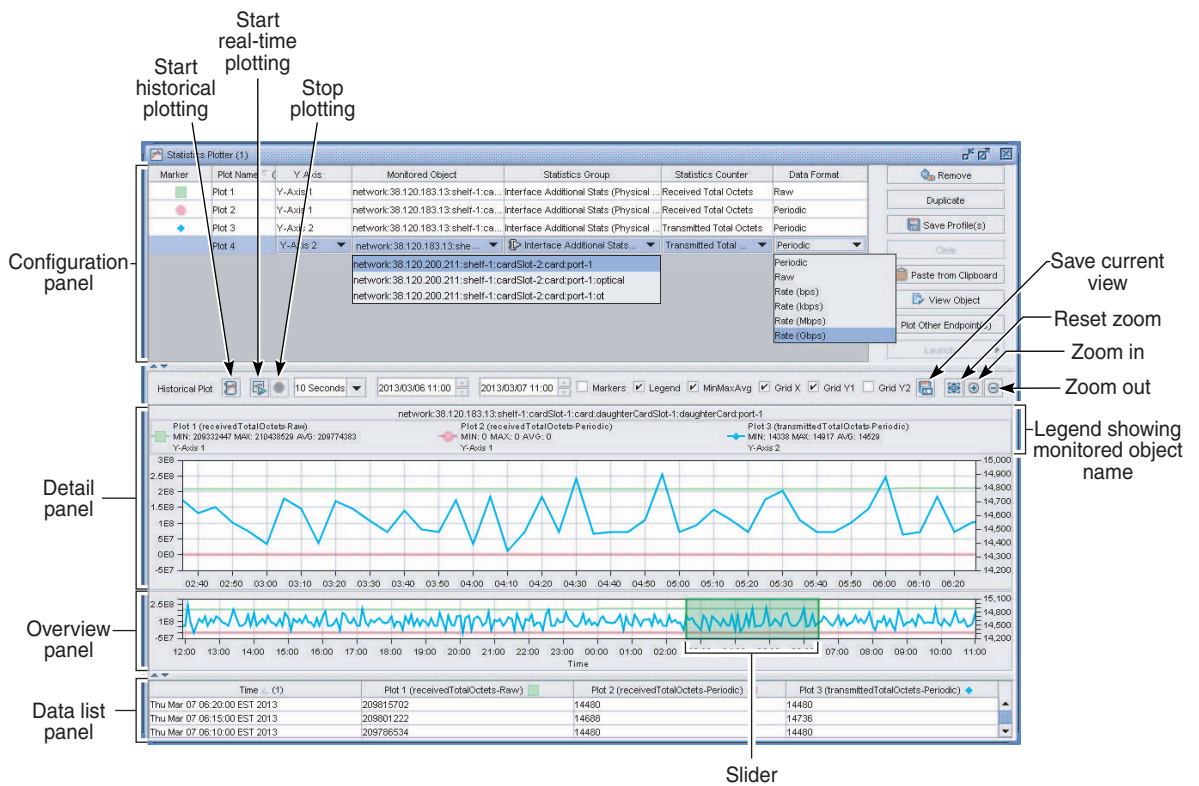 Start
real-time
plotting
Start
historical
plotting
Stop
plotting
Statistics Plotter (1)
Marker Plot Name Y Axis Monitored Object Statistics Group Statistics Counter Data Format
Plot 1 Y-Axis 1 network:38.120.183.13:shelf-1:ca... Interface Additional Stats (Physical ... Received Total Octets Raw
Plot 2 Y-Axis 1 network:38.120.183.13:shelf-1:ca... Interface Additional Stats (Physical ... Received Total Octets Periodic
Plot 3 Y-Axis 2 network:38.120.183.13:shelf-1:ca... Interface Additional Stats (Physical ... Transmitted Total Octets Periodic
Plot 4 Y-Axis 2 network:38.120.183.13:she... Interface Additional Stats... Transmitted Total ... Periodic
network:38.120.200.211:shelf-1:cardSlot-2:card:port-1
network:38.120.200.211:shelf-1:cardSlot-2:card:port-1:optical
network:38.120.200.211:shelf-1:cardSlot-2:card:port-1:ot
Periodic
Raw
Rate (bps)
Rate (kbps)
Rate (Mbps)
Rate (Gbps)
Remove
Duplicate
Save Profile(s)
Clear
Paste from Clipboard
View Object
Plot Other Endpoint(s)
Configuration
panel
Save current
view
Reset zoom
Zoom in
Zoom out
Historical Plot 10 Seconds 2013/03/06 11:00 2013/03/07 11:00 Markers Legend MinMaxAvg Grid X Grid Y1 Grid Y2
network:38.120.183.13:shelf-1:cardSlot-1:card:daughterCardSlot-1:daughterCard:port-1
Plot 1 (receivedTotalOctets-Raw) Plot 2 (receivedTotalOctets-Periodic) Plot 3 (transmittedTotalOctets-Periodic)
MIN: 209332447 MAX: 210438529 AVG: 209774383 MIN: 0 MAX: 0 AVG: 0 MIN: 14338 MAX: 14917 AVG: 14529
Y-Axis 1 Y-Axis 1 Y-Axis 2
Legend showing
monitored object
name
Detail
panel
3E8 15,000
2.5E8 14,900
2E8 14,800
1.5E8 14,700
1E8 14,600
5E7 14,500
0E0 14,400
-5E7 14,300
14,200
02:40 02:50 03:00 03:10 03:20 03:30 03:40 03:50 04:00 04:10 04:20 04:30 04:40 04:50 05:00 05:10 05:20 05:30 05:40 05:50 06:00 06:10 06:20
Overview
panel
2.5E8 15,100
1E8 14,800
14,500
-5E7 14,200
12:00 13:00 14:00 15:00 16:00 17:00 18:00 19:00 20:00 21:00 22:00 23:00 00:00 01:00 02:00 07:00 08:00 09:00 10:00 11:00
Time
Data list
panel
Time (1) Plot 1 (receivedTotalOctets-Raw) Plot 2 (receivedTotalOctets-Periodic) Plot 3 (transmittedTotalOctets-Periodic)
Thu Mar 07 06:20:00 EST 2013 209815702 14480 14480
Thu Mar 07 06:15:00 EST 2013 209801222 14688 14736
Thu Mar 07 06:10:00 EST 2013 209786534 14480 14480
Slider